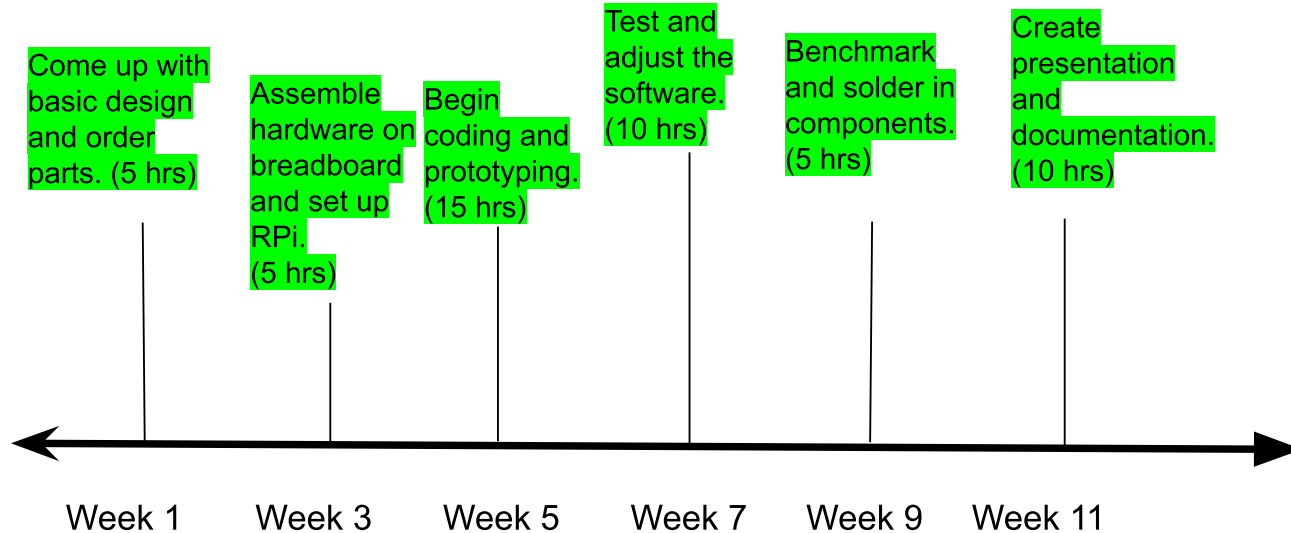 Come up with
basic design
and order
parts. (5 hrs)
Assemble
hardware on
breadboard
and set up
RPi.
(5 hrs)
Begin
coding and
prototyping.
(15 hrs)
Test and
adjust the
software.
(10 hrs)
Benchmark
and solder in
components.
(5 hrs)
Create
presentation
and
documentation.
(10 hrs)
Week 1
Week 3
Week 5
Week 7
Week 9
Week 11